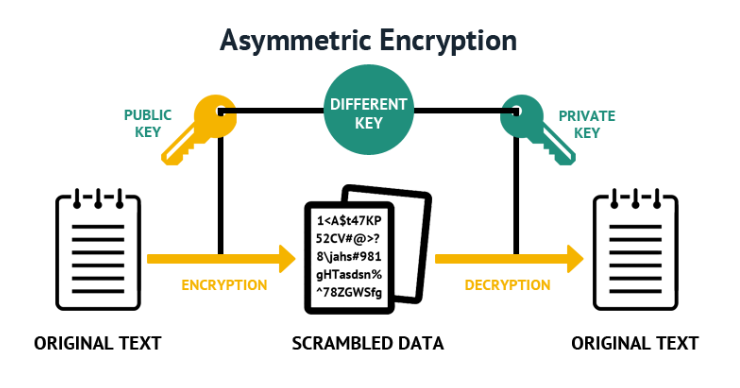 Asymmetric Encryption
PUBLIC
KEY
DIFFERENT
KEY
PRIVATE
KEY
1<A$t47KP
52CV#@>?
8\jahs#981
gHTasdsn%
^78ZGWSfg
ENCRYPTION
DECRYPTION
ORIGINAL TEXT
SCRAMBLED DATA
ORIGINAL TEXT